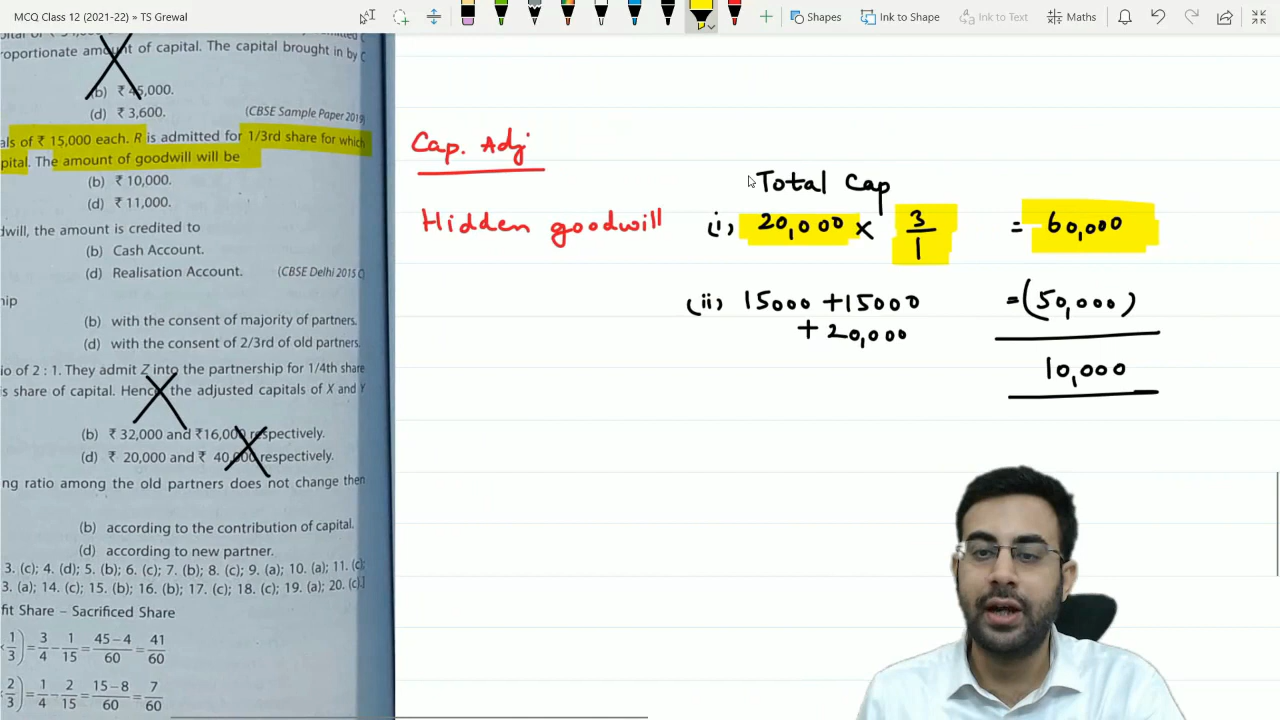 MCQ Class 12 (2021-22) » TS Grewal
Shapes
Ink to Shape
Ink to Text
Maths
roportionate amount of capital. The capital brought in by C
(b) ₹ 45,000.
(d) ₹ 3,600.
(CBSE Sample Paper 2019)
als of ₹ 15,000 each. R is admitted for 1/3rd share for which
pital. The amount of goodwill will be
(b) ₹ 10,000.
(d) ₹ 11,000.
dwill, the amount is credited to
(b) Cash Account.
(d) Realisation Account.
(CBSE Delhi 2015 C)
hip
(b) with the consent of majority of partners.
(d) with the consent of 2/3rd of old partners.
io of 2 : 1. They admit Z into the partnership for 1/4th share
is share of capital. Hence, the adjusted capitals of X and Y
(b) ₹ 32,000 and ₹16,000 respectively.
(d) ₹ 20,000 and ₹ 40,000 respectively.
ng ratio among the old partners does not change then
(b) according to the contribution of capital.
(d) according to new partner.
3. (c); 4. (d); 5. (b); 6. (c); 7. (b); 8. (c); 9. (a); 10. (a); 11. (c);
3. (a); 14. (c); 15. (b); 16. (b); 17. (c); 18. (c); 19. (a); 20. (c).]
fit Share – Sacrificed Share
1/3) = 3/4 – 1/15 = 45–4/60 = 41/60
2/3) = 1/4 – 2/15 = 15–8/60 = 7/60
Cap. Adj
Hidden goodwill
Total Cap
(i) 20,000 × 3/1 = 60,000
(ii) 15000 + 15000 = (50,000)
+ 20,000
10,000